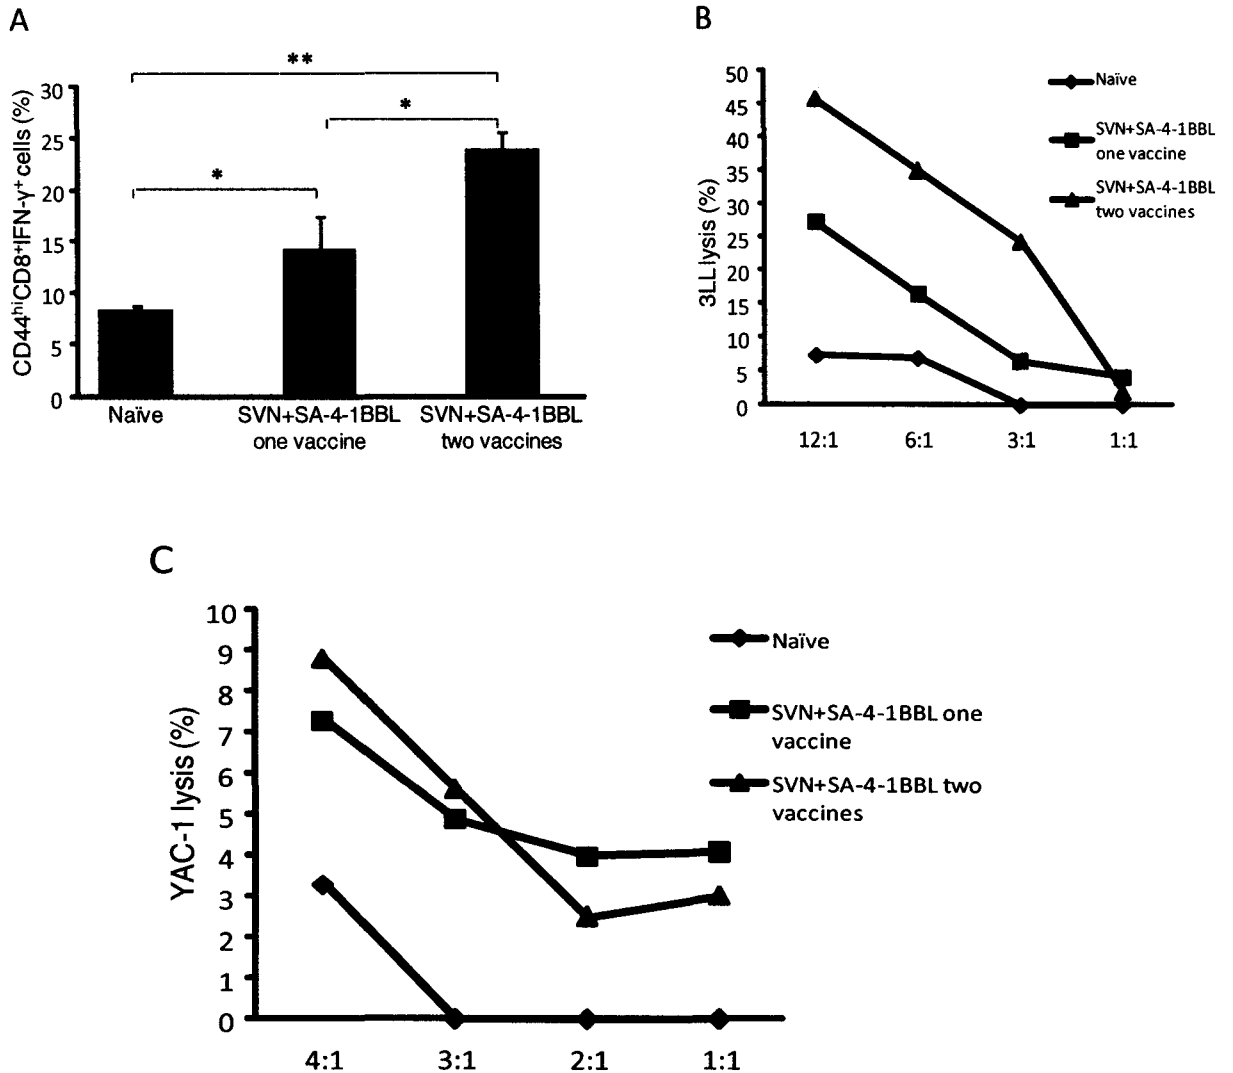 A
**
*
*
CD44hiCD8+IFN-γ+ cells (%)
30
25
20
15
10
5
0
Naïve
SVN+SA-4-1BBL
one vaccine
SVN+SA-4-1BBL
two vaccines
B
3LL lysis (%)
50
45
40
35
30
25
20
15
10
5
0
12:1
6:1
3:1
1:1
Naïve
SVN+SA-4-1BBL
one vaccine
SVN+SA-4-1BBL
two vaccines
C
YAC-1 lysis (%)
10
9
8
7
6
5
4
3
2
1
0
4:1
3:1
2:1
1:1
Naïve
SVN+SA-4-1BBL one
vaccine
SVN+SA-4-1BBL two
vaccines